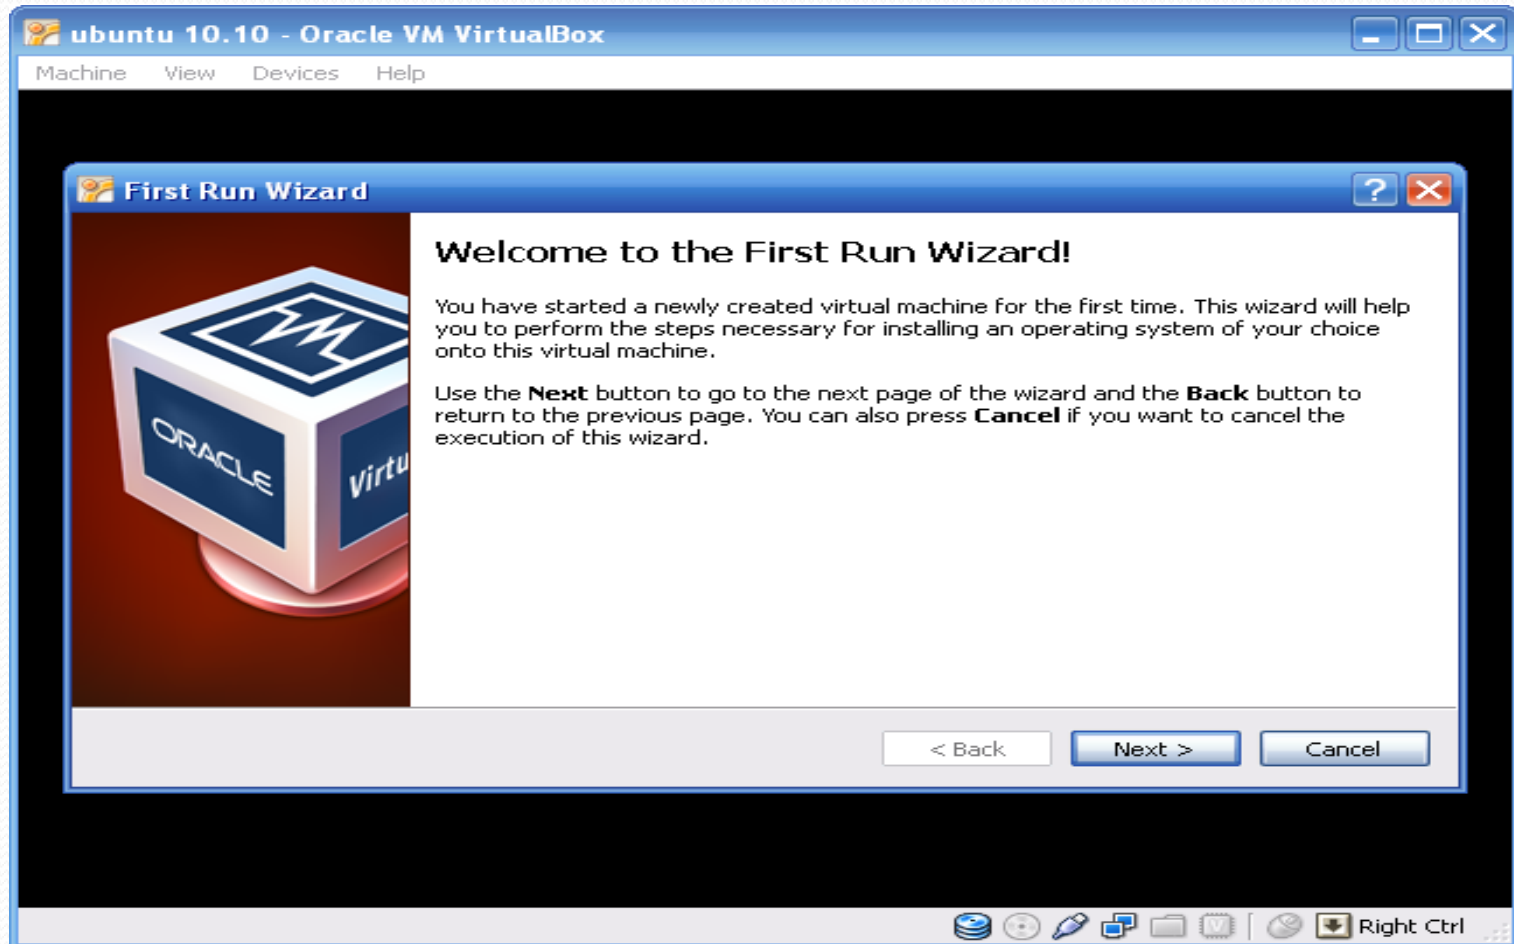 ubuntu 10.10 - Oracle VM VirtualBox
Machine View Devices Help
First Run Wizard
Welcome to the First Run Wizard!
You have started a newly created virtual machine for the first time. This wizard will help
you to perform the steps necessary for installing an operating system of your choice
onto this virtual machine.
Use the Next button to go to the next page of the wizard and the Back button to
return to the previous page. You can also press Cancel if you want to cancel the
execution of this wizard.
ORACLE
Virtu
< Back Next > Cancel
Right Ctrl